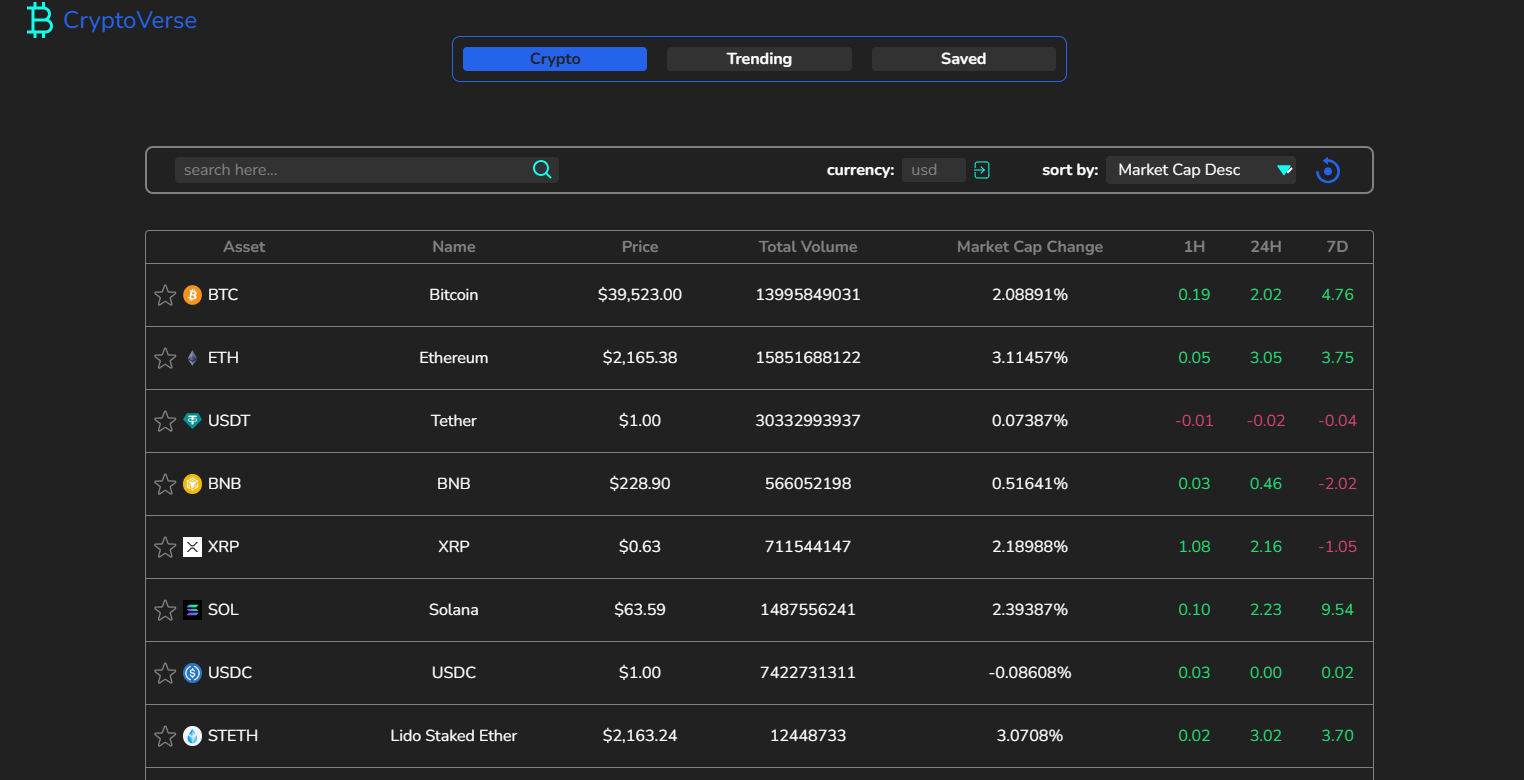 CryptoVerse
Crypto Trending Saved
search here... currency: usd sort by: Market Cap Desc
Asset Name Price Total Volume Market Cap Change 1H 24H 7D
BTC Bitcoin $39,523.00 13995849031 2.08891% 0.19 2.02 4.76
ETH Ethereum $2,165.38 15851688122 3.11457% 0.05 3.05 3.75
USDT Tether $1.00 30332993937 0.07387% -0.01 -0.02 -0.04
BNB BNB $228.90 566052198 0.51641% 0.03 0.46 -2.02
XRP XRP $0.63 711544147 2.18988% 1.08 2.16 -1.05
SOL Solana $63.59 1487556241 2.39387% 0.10 2.23 9.54
USDC USDC $1.00 7422731311 -0.08608% 0.03 0.00 0.02
STETH Lido Staked Ether $2,163.24 12448733 3.0708% 0.02 3.02 3.70